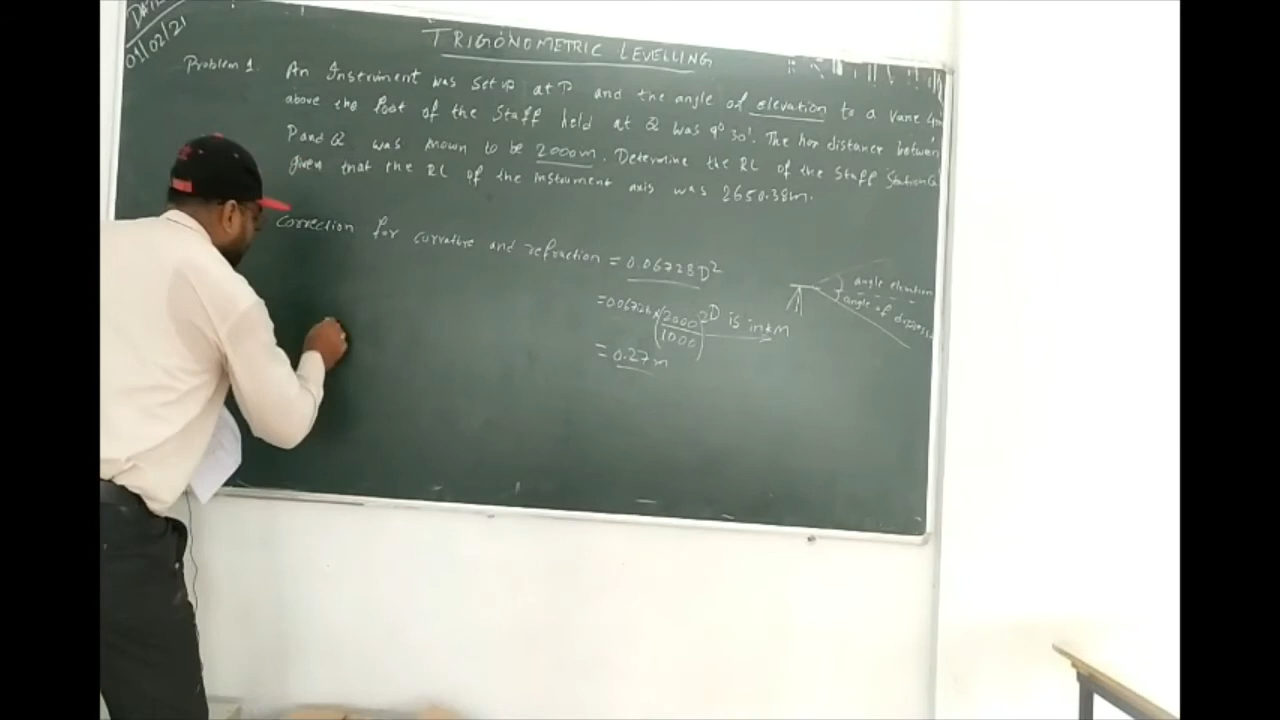 DATE
01/02/21
TRIGONOMETRIC LEVELLING
Problem 1. An Instrument was set up at P and the angle of elevation to a vane 4m
above the foot of the staff held at Q was 9° 30'. The hor distance between
P and Q was known to be 2000m. Determine the RL of the staff station Q
given that the RL of the instrument axis was 2650.38m.
Correction for curvature and refraction = 0.06728D²
= 0.06728 x (2000/1000)² D is in km
= 0.27m
angle elevation
angle of depression